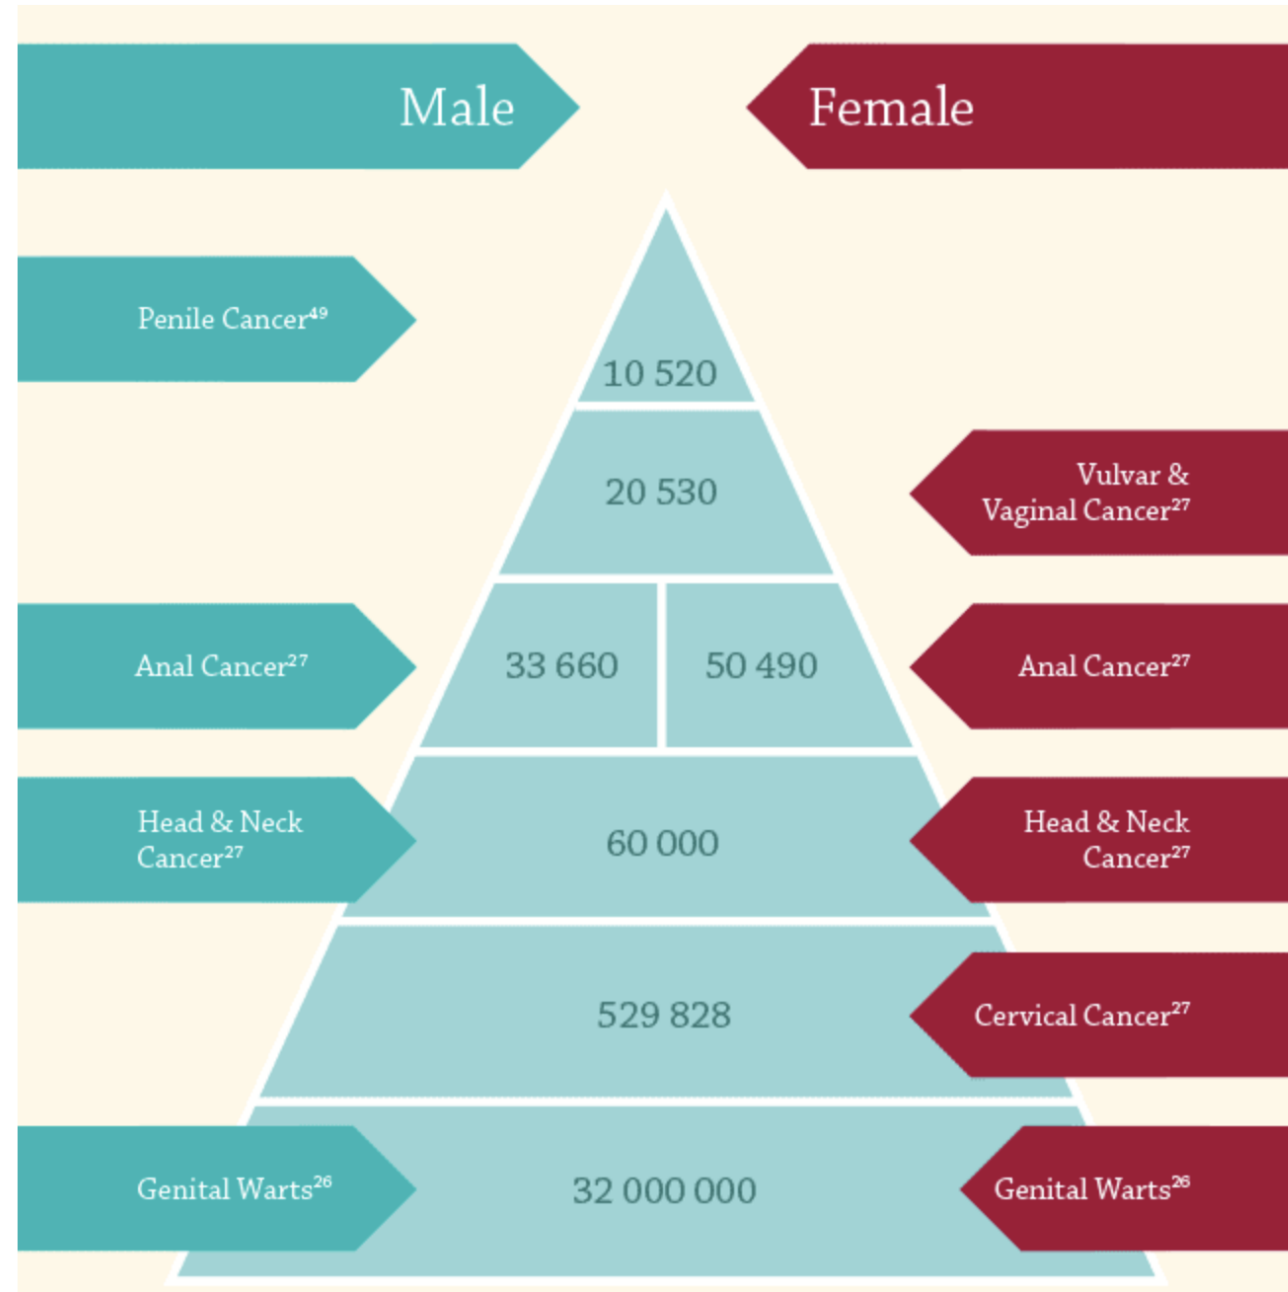 Male
Female
Penile Cancer⁴⁹
10 520
20 530
Vulvar &
Vaginal Cancer²⁷
Anal Cancer²⁷
33 660
50 490
Anal Cancer²⁷
Head & Neck
Cancer²⁷
60 000
Head & Neck
Cancer²⁷
529 828
Cervical Cancer²⁷
Genital Warts²⁶
32 000 000
Genital Warts²⁶